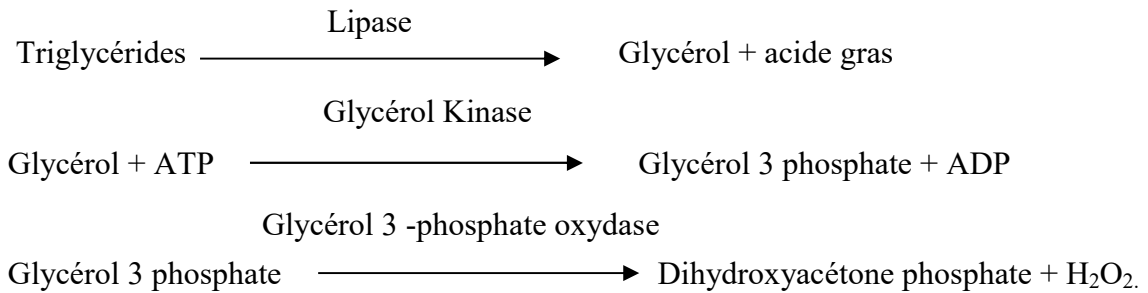 Lipase
Triglycérides Glycérol + acide gras
Glycérol Kinase
Glycérol + ATP Glycérol 3 phosphate + ADP
Glycérol 3 -phosphate oxydase
Glycérol 3 phosphate Dihydroxyacétone phosphate + H₂O₂.